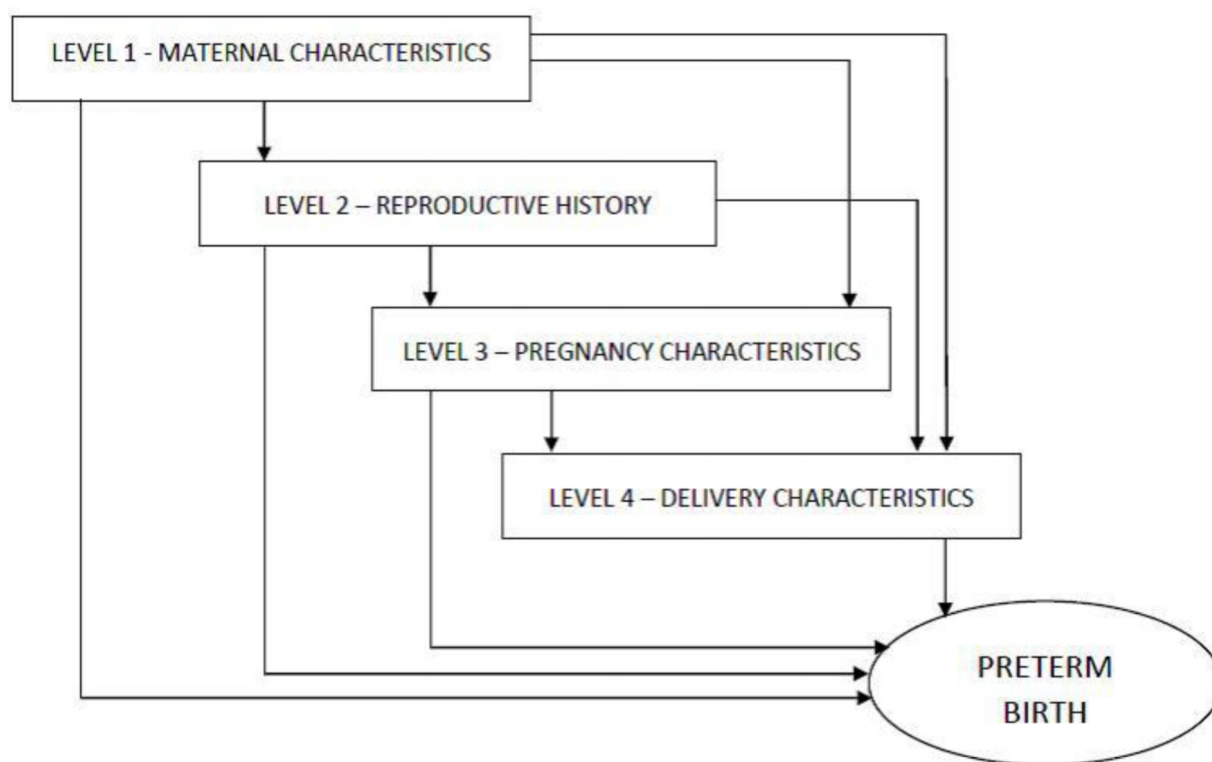 LEVEL 1 - MATERNAL CHARACTERISTICS
LEVEL 2 – REPRODUCTIVE HISTORY
LEVEL 3 – PREGNANCY CHARACTERISTICS
LEVEL 4 – DELIVERY CHARACTERISTICS
PRETERM
BIRTH